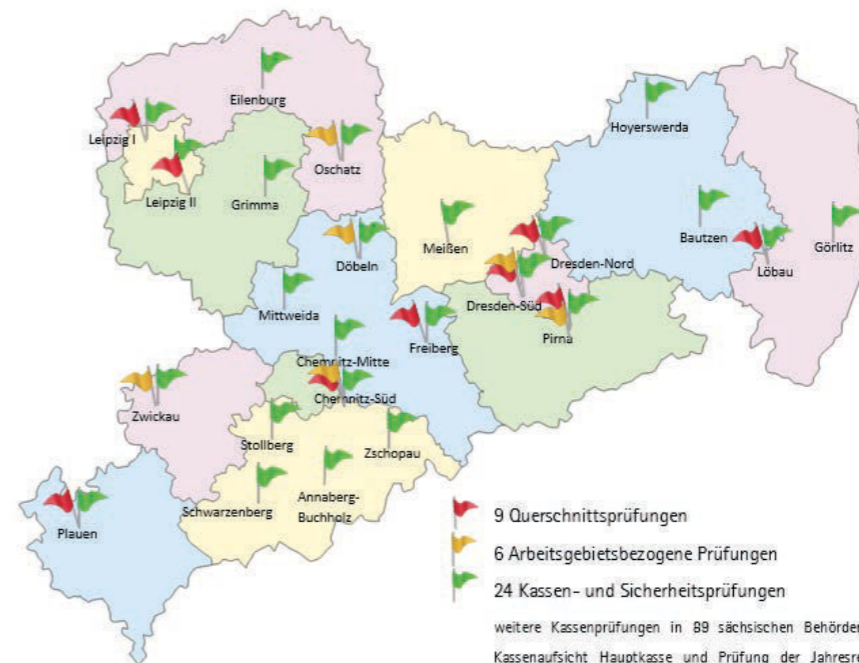 Eilenburg
Hoyerswerda
Leipzig I
Oschatz
Leipzig II
Grimma
Meißen
Bautzen
Görlitz
Döbeln
Dresden-Nord
Löbau
Mittweida
Dresden-Süd
Pirna
Freiberg
Chemnitz-Mitte
Chemnitz-Süd
Zwickau
Stollberg
Zschopau
Schwarzenberg
Annaberg-
Buchholz
Plauen
9 Querschnittsprüfungen
6 Arbeitsgebietsbezogene Prüfungen
24 Kassen- und Sicherheitsprüfungen
weitere Kassenprüfungen in 89 sächsischen Behörden
Kassenaufsicht Hauptkasse und Prüfung der Jahresre